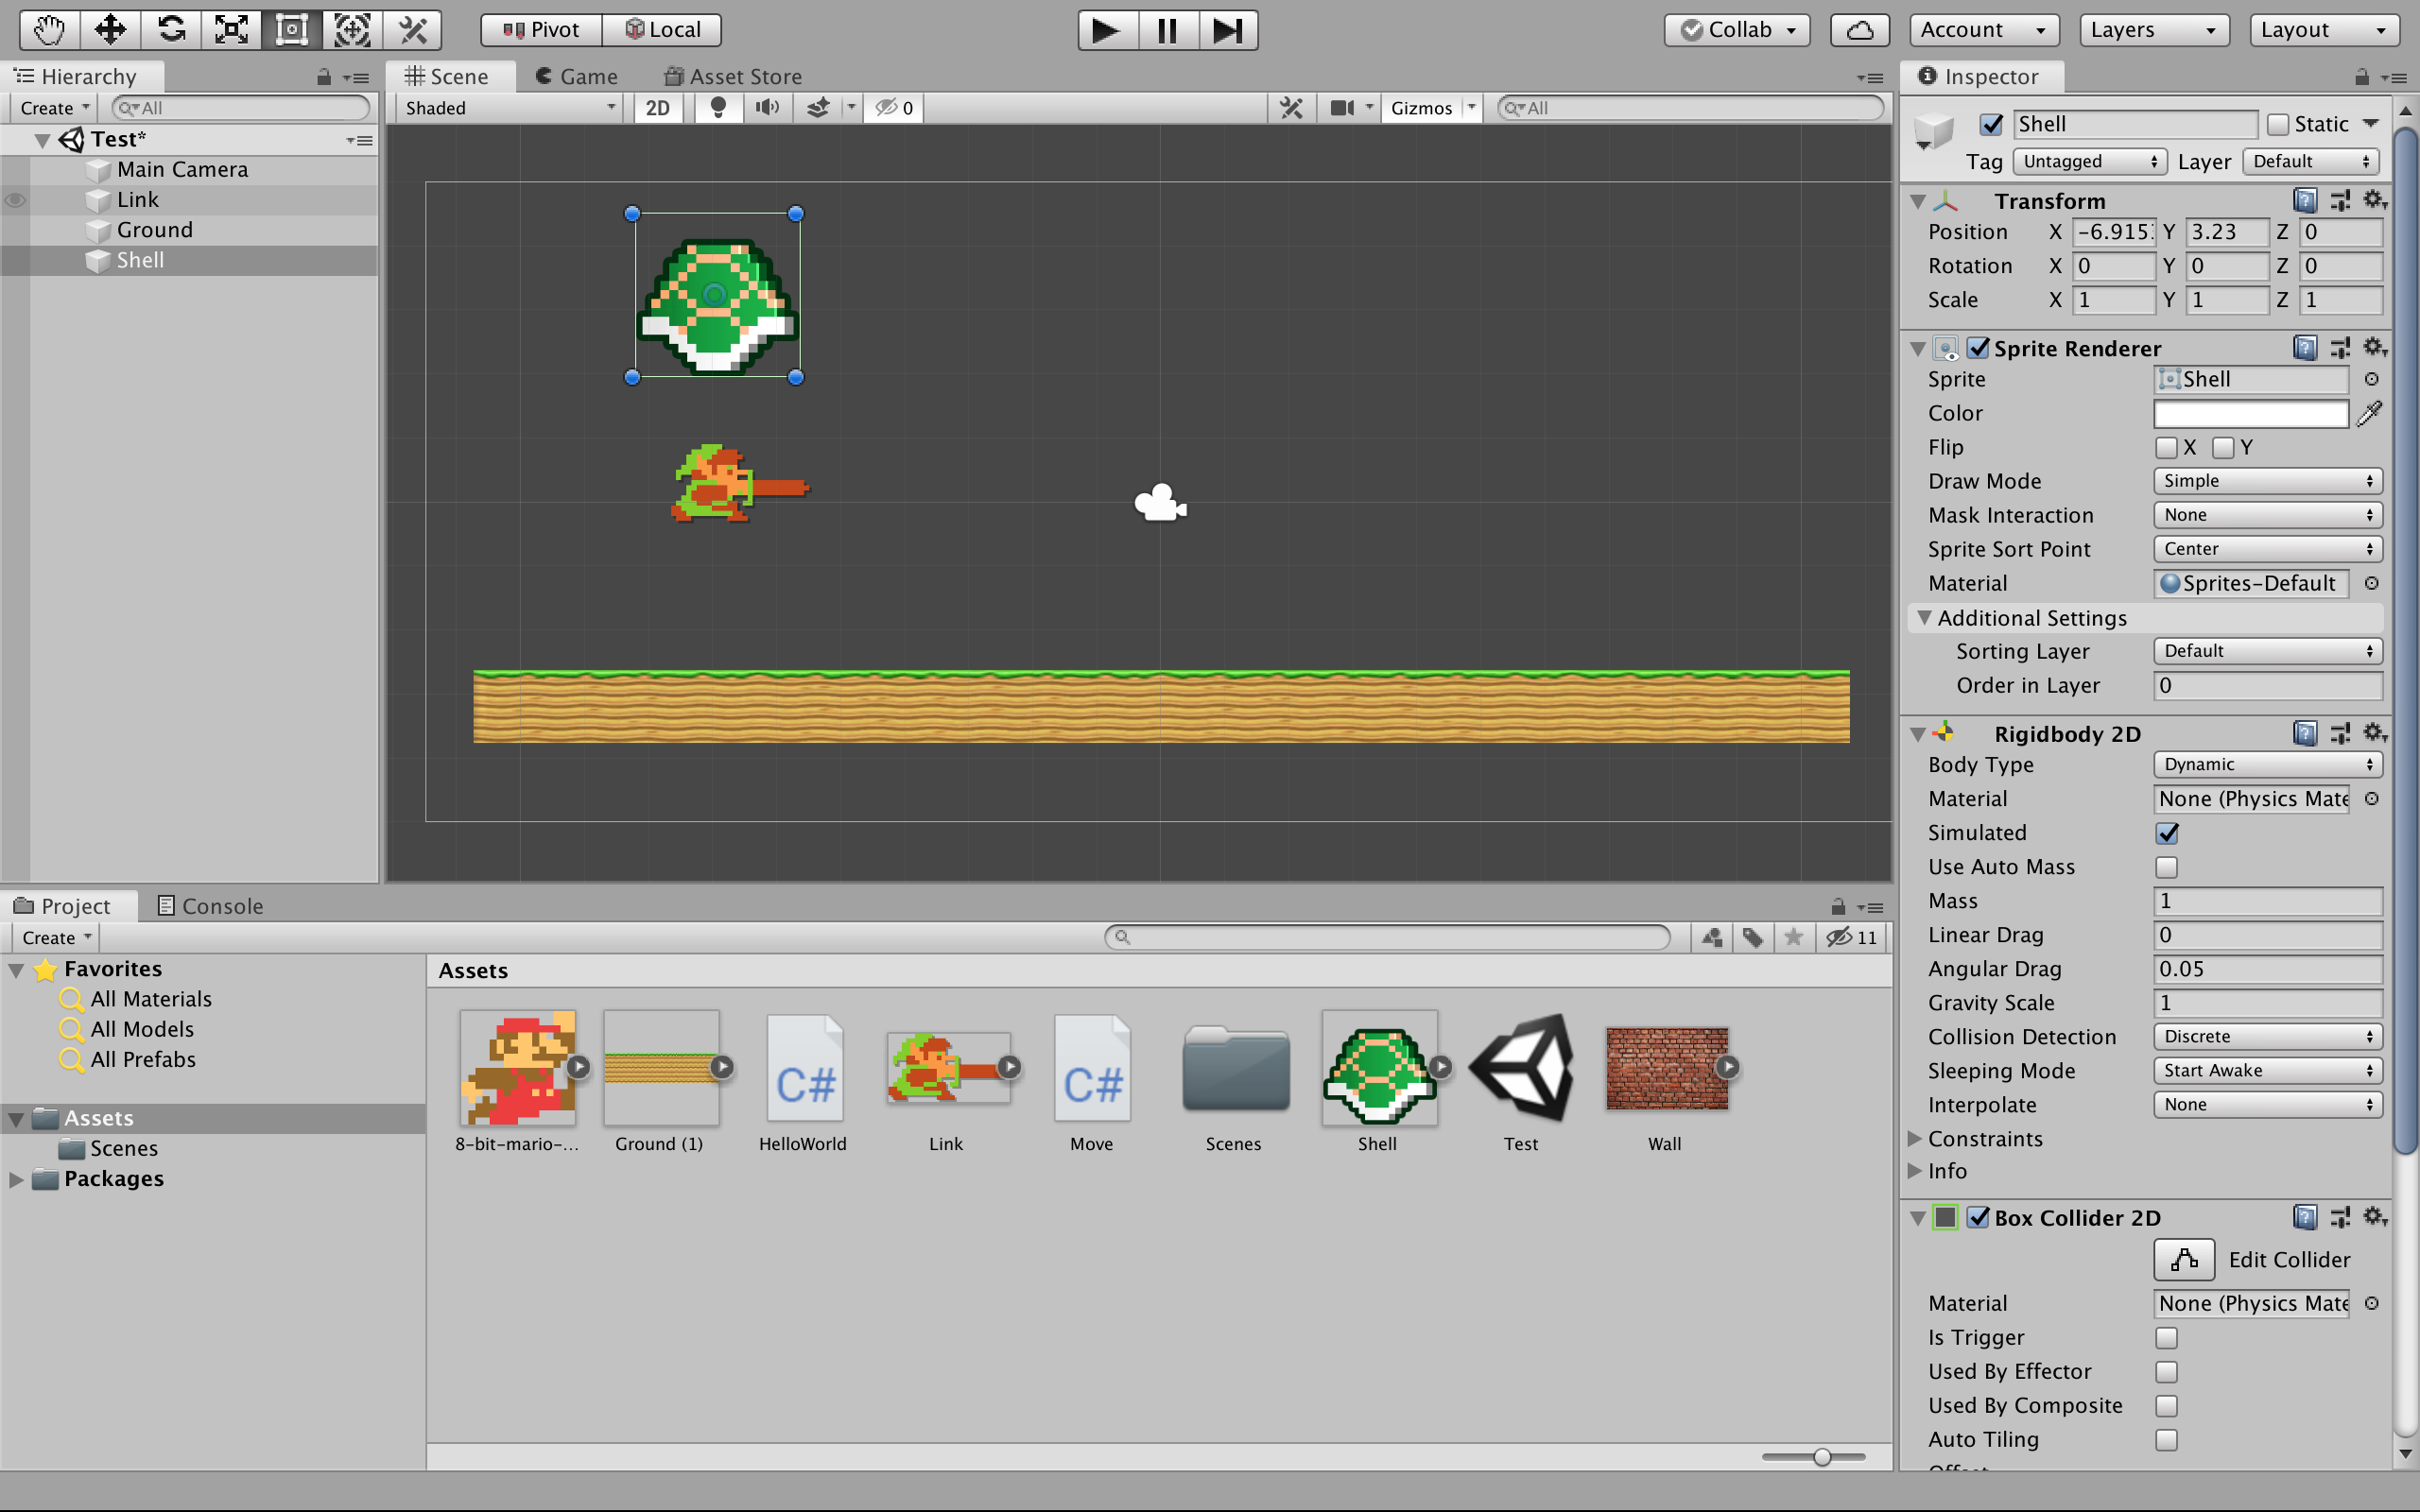 Pivot Local Collab Account Layers Layout
Hierarchy
Create All
Test*
Main Camera
Link
Ground
Shell
Scene Game Asset Store
Shaded 2D 0 Gizmos All
Inspector
Shell Static
Tag Untagged Layer Default
Transform
Position X -6.915 Y 3.23 Z 0
Rotation X 0 Y 0 Z 0
Scale X 1 Y 1 Z 1
Sprite Renderer
Sprite Shell
Color
Flip X Y
Draw Mode Simple
Mask Interaction None
Sprite Sort Point Center
Material Sprites-Default
Additional Settings
Sorting Layer Default
Order in Layer 0
Rigidbody 2D
Body Type Dynamic
Material None (Physics Mate
Simulated
Use Auto Mass
Mass 1
Linear Drag 0
Angular Drag 0.05
Gravity Scale 1
Collision Detection Discrete
Sleeping Mode Start Awake
Interpolate None
Constraints
Info
Box Collider 2D
Edit Collider
Material None (Physics Mate
Is Trigger
Used By Effector
Used By Composite
Auto Tiling
Project Console
Create 11
Favorites
All Materials
All Models
All Prefabs
Assets
Scenes
Packages
Assets
C# C#
8-bit-mario-... Ground (1) HelloWorld Link Move Scenes Shell Test Wall